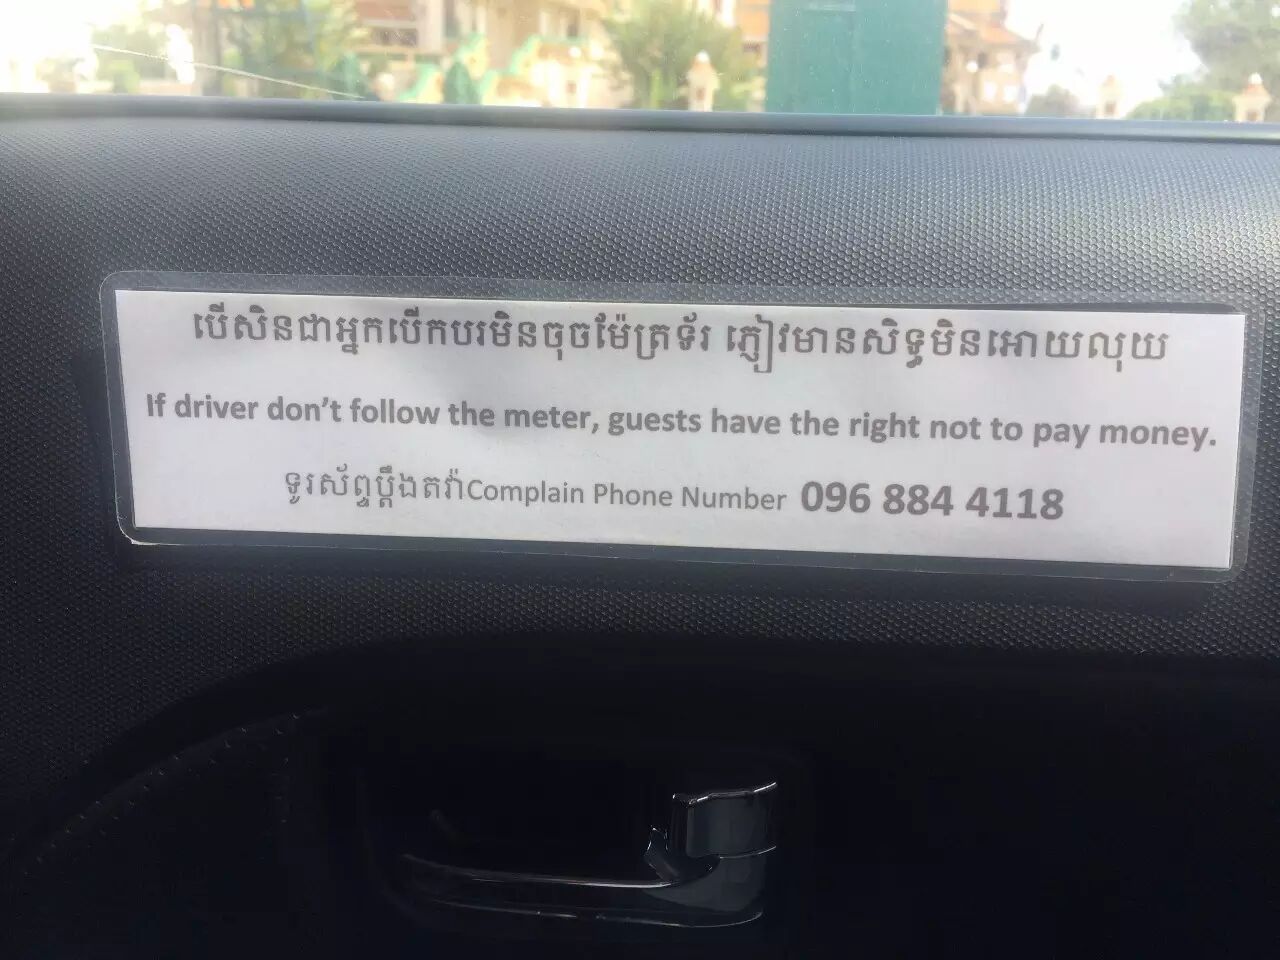 បើសិនជាអ្នកបើកបរមិនចុចម៉ែត្រទ័រ ភ្ញៀវមានសិទ្ធមិនអោយលុយ
If driver don’t follow the meter, guests have the right not to pay money.
ទូរស័ព្ទប្ដឹងតវ៉ាComplain Phone Number 096 884 4118